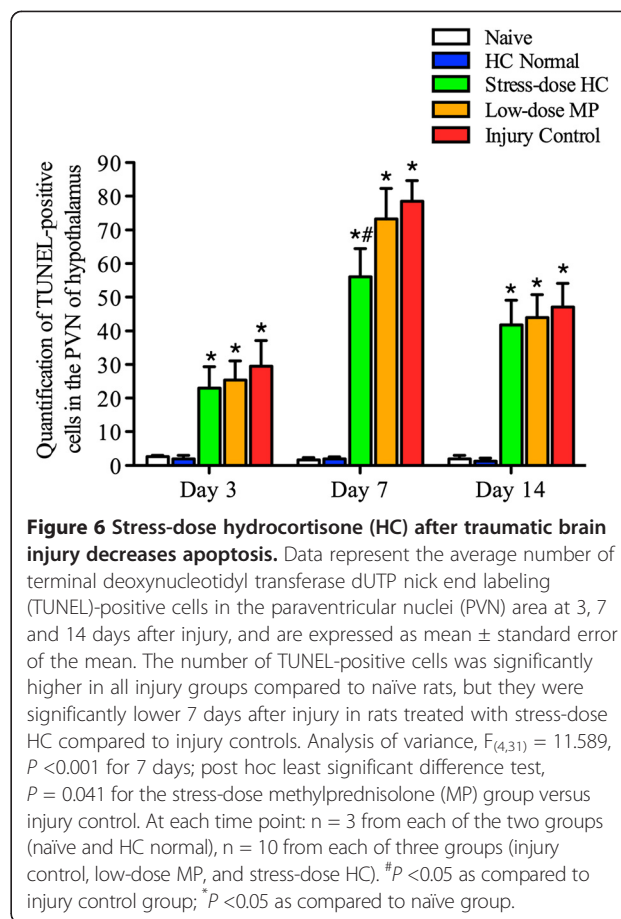 Naive
HC Normal
Stress-dose HC
Low-dose MP
Injury Control
Quantification of TUNEL-positive
cells in the PVN of hypothalamus
90
80
70
60
50
40
30
20
10
0
* * *
*# * *
* * *
Day 3 Day 7 Day 14
Figure 6 Stress-dose hydrocortisone (HC) after traumatic brain
injury decreases apoptosis. Data represent the average number of
terminal deoxynucleotidyl transferase dUTP nick end labeling
(TUNEL)-positive cells in the paraventricular nuclei (PVN) area at 3, 7
and 14 days after injury, and are expressed as mean ± standard error
of the mean. The number of TUNEL-positive cells was significantly
higher in all injury groups compared to naïve rats, but they were
significantly lower 7 days after injury in rats treated with stress-dose
HC compared to injury controls. Analysis of variance, F(4,31) = 11.589,
P <0.001 for 7 days; post hoc least significant difference test,
P = 0.041 for the stress-dose methylprednisolone (MP) group versus
injury control. At each time point: n = 3 from each of the two groups
(naïve and HC normal), n = 10 from each of three groups (injury
control, low-dose MP, and stress-dose HC). #P <0.05 as compared to
injury control group; *P <0.05 as compared to naïve group.